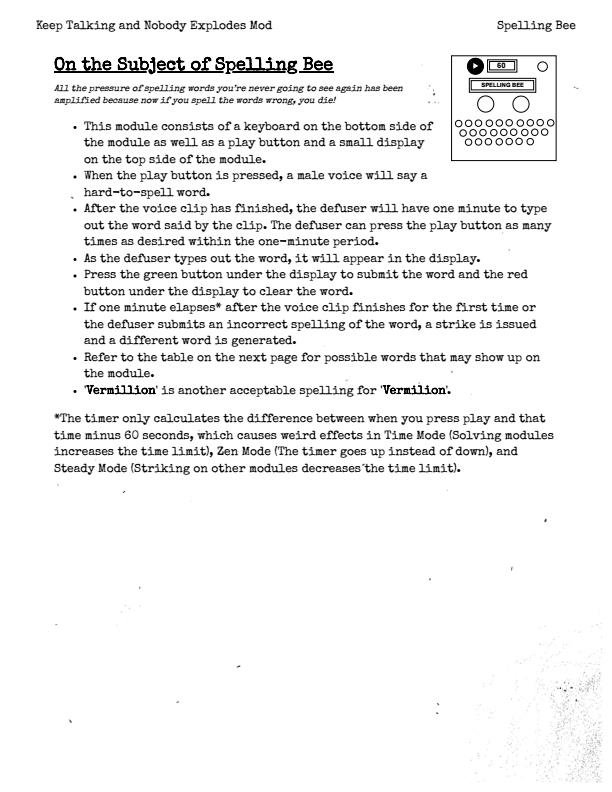 Keep Talking and Nobody Explodes Mod Spelling Bee
On the Subject of Spelling Bee
60
SPELLING BEE
All the pressure of spelling words you're never going to see again has been
amplified because now if you spell the words wrong, you die!
• This module consists of a keyboard on the bottom side of
the module as well as a play button and a small display
on the top side of the module.
• When the play button is pressed, a male voice will say a
hard-to-spell word.
• After the voice clip has finished, the defuser will have one minute to type
out the word said by the clip. The defuser can press the play button as many
times as desired within the one-minute period.
• As the defuser types out the word, it will appear in the display.
• Press the green button under the display to submit the word and the red
button under the display to clear the word.
• If one minute elapses* after the voice clip finishes for the first time or
the defuser submits an incorrect spelling of the word, a strike is issued
and a different word is generated.
• Refer to the table on the next page for possible words that may show up on
the module.
• 'Vermillion' is another acceptable spelling for 'Vermilion'.
*The timer only calculates the difference between when you press play and that
time minus 60 seconds, which causes weird effects in Time Mode (Solving modules
increases the time limit), Zen Mode (The timer goes up instead of down), and
Steady Mode (Striking on other modules decreases the time limit).